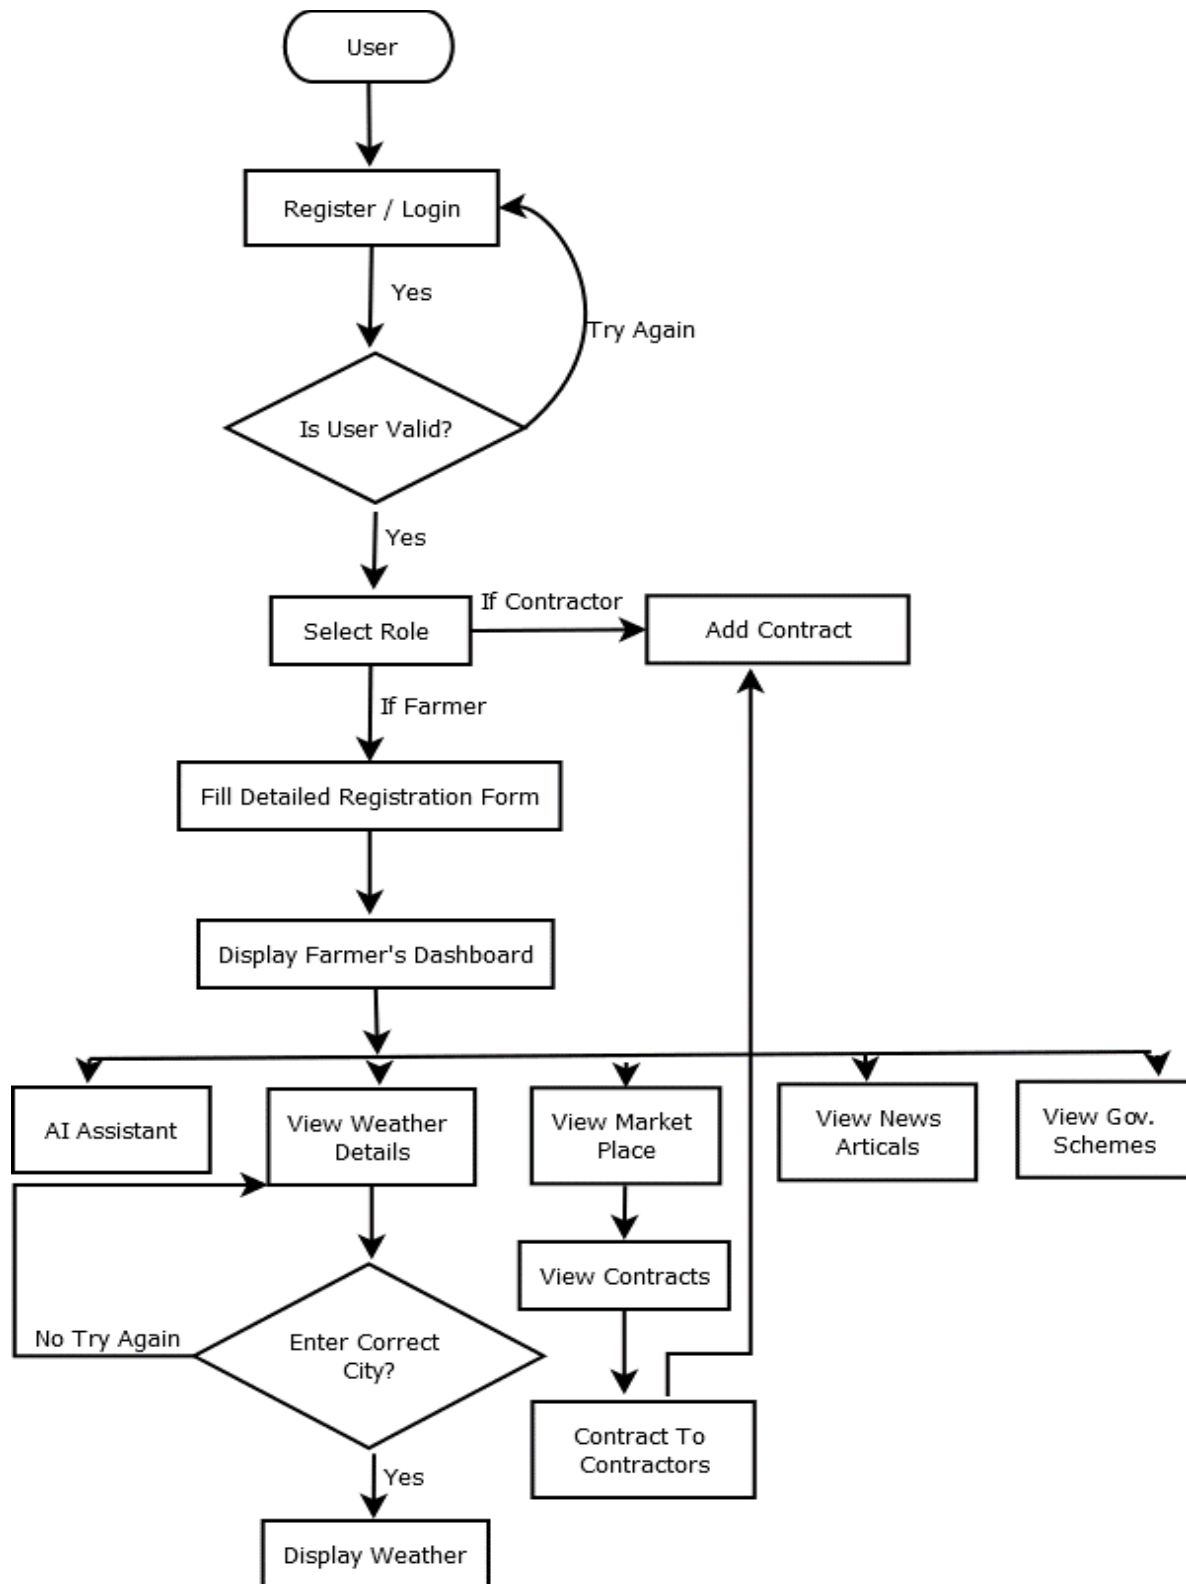 User
Register / Login
Yes
Try Again
Is User Valid?
Yes
If Contractor
Select Role
Add Contract
If Farmer
Fill Detailed Registration Form
Display Farmer's Dashboard
AI Assistant
View Weather
Details
View Market
Place
View News
Articals
View Gov.
Schemes
View Contracts
No Try Again
Enter Correct
City?
Contract To
Contractors
Yes
Display Weather